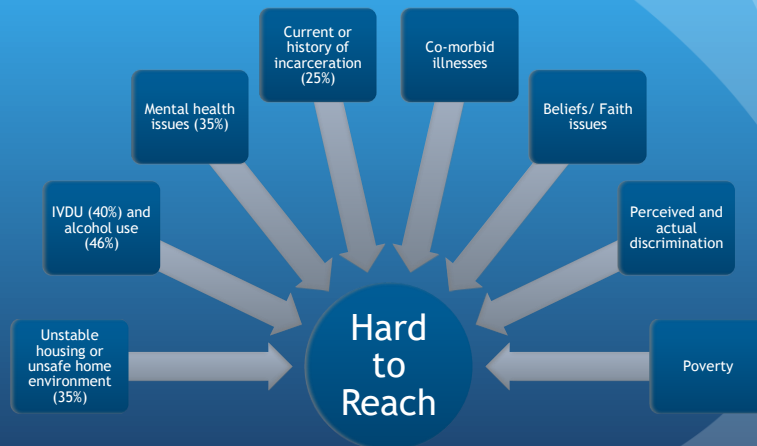 Unstable
housing or
unsafe home
environment
(35%)
IVDU (40%) and
alcohol use
(46%)
Mental health
issues (35%)
Current or
history of
incarceration
(25%)
Co-morbid
illnesses
Beliefs/ Faith
issues
Perceived and
actual
discrimination
Poverty
Hard
to
Reach